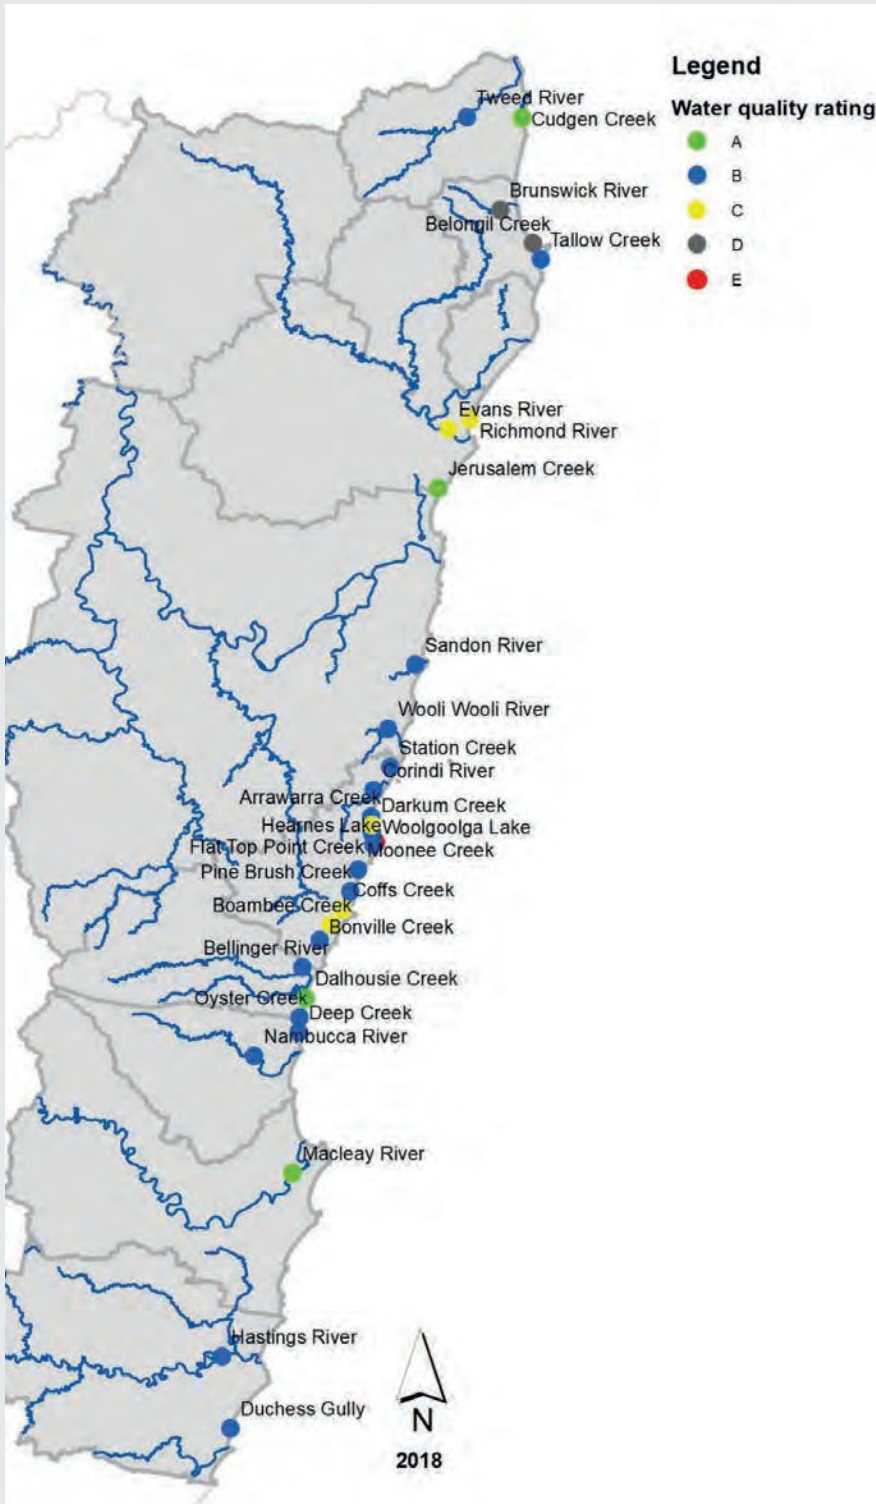 Legend
Water quality rating
A
B
C
D
E
Tweed River
Cudgen Creek
Brunswick River
Belongil Creek
Tallow Creek
Evans River
Richmond River
Jerusalem Creek
Sandon River
Wooli Wooli River
Station Creek
Corindi River
Arrawarra Creek
Darkum Creek
Hearnes Lake
Woolgoolga Lake
Flat Top Point Creek
Moonee Creek
Pine Brush Creek
Coffs Creek
Boambee Creek
Bonville Creek
Bellinger River
Dalhousie Creek
Oyster Creek
Deep Creek
Nambucca River
Macleay River
Hastings River
Duchess Gully
N
2018